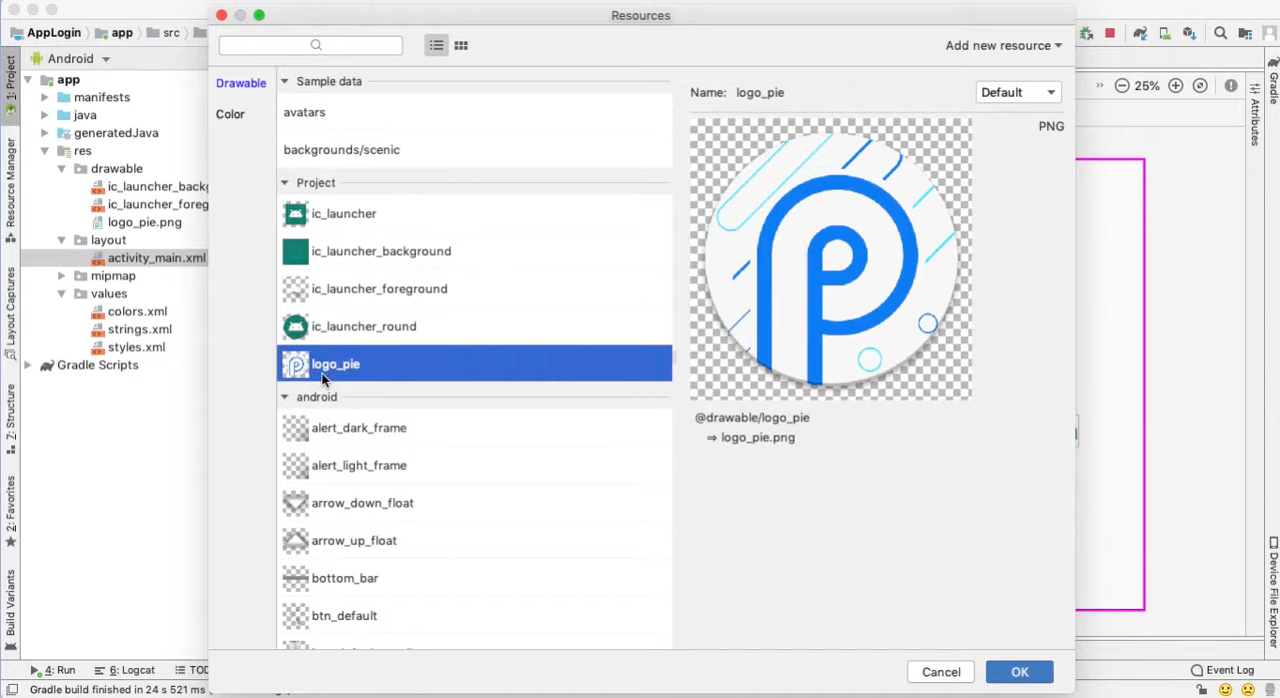 Resources
AppLogin
app
src
Android
25%
Add new resource
1: Project
Resource Manager
Layout Captures
Z: Structure
2: Favorites
Build Variants
app
manifests
java
generatedJava
res
drawable
ic_launcher_back
ic_launcher_foreg
logo_pie.png
layout
activity_main.xml
mipmap
values
colors.xml
strings.xml
styles.xml
Gradle Scripts
Drawable
Color
Sample data
avatars
backgrounds/scenic
Project
ic_launcher
ic_launcher_background
ic_launcher_foreground
ic_launcher_round
logo_pie
android
alert_dark_frame
alert_light_frame
arrow_down_float
arrow_up_float
bottom_bar
btn_default
Name: logo_pie
Default
PNG
@drawable/logo_pie
⇒ logo_pie.png
Cancel
OK
Gradle
Attributes
Device File Explorer
4: Run
6: Logcat
TOD
Event Log
Gradle build finished in 24 s 521 ms